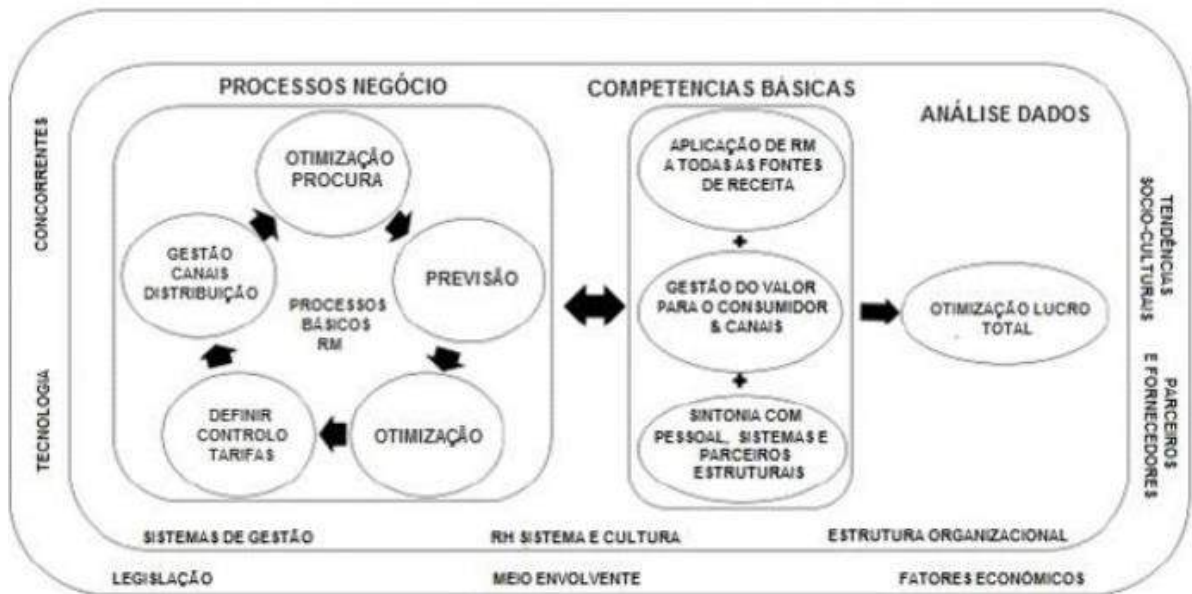 PROCESSOS NEGÓCIO
COMPETENCIAS BÁSICAS
ANÁLISE DADOS
CONCORRENTES
TECNOLOGIA
OTIMIZAÇÃO
PROCURA
PREVISÃO
OTIMIZAÇÃO
DEFINIR
CONTROLO
TARIFAS
GESTÃO
CANAIS
DISTRIBUIÇÃO
PROCESSOS
BÁSICOS
RM
APLICAÇÃO DE RM
A TODAS AS FONTES
DE RECEITA
+
GESTÃO DO VALOR
PARA O CONSUMIDOR
& CANAIS
+
SINTONIA COM
PESSOAL, SISTEMAS E
PARCEIROS
ESTRUTURAIS
OTIMIZAÇÃO LUCRO
TOTAL
TENDÊNCIAS
SOCIO-CULTURAIS
PARCEIROS
E FORNECEDORES
SISTEMAS DE GESTÃO
RH SISTEMA E CULTURA
ESTRUTURA ORGANIZACIONAL
LEGISLAÇÃO
MEIO ENVOLVENTE
FATORES ECONÓMICOS